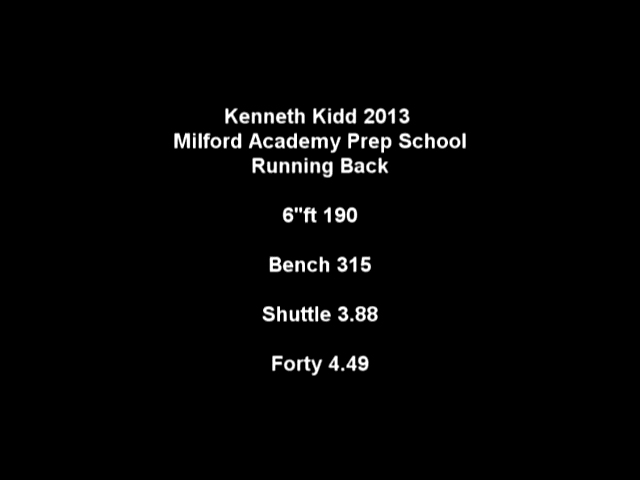 Kenneth Kidd 2013
Milford Academy Prep School
Running Back
6"ft 190
Bench 315
Shuttle 3.88
Forty 4.49